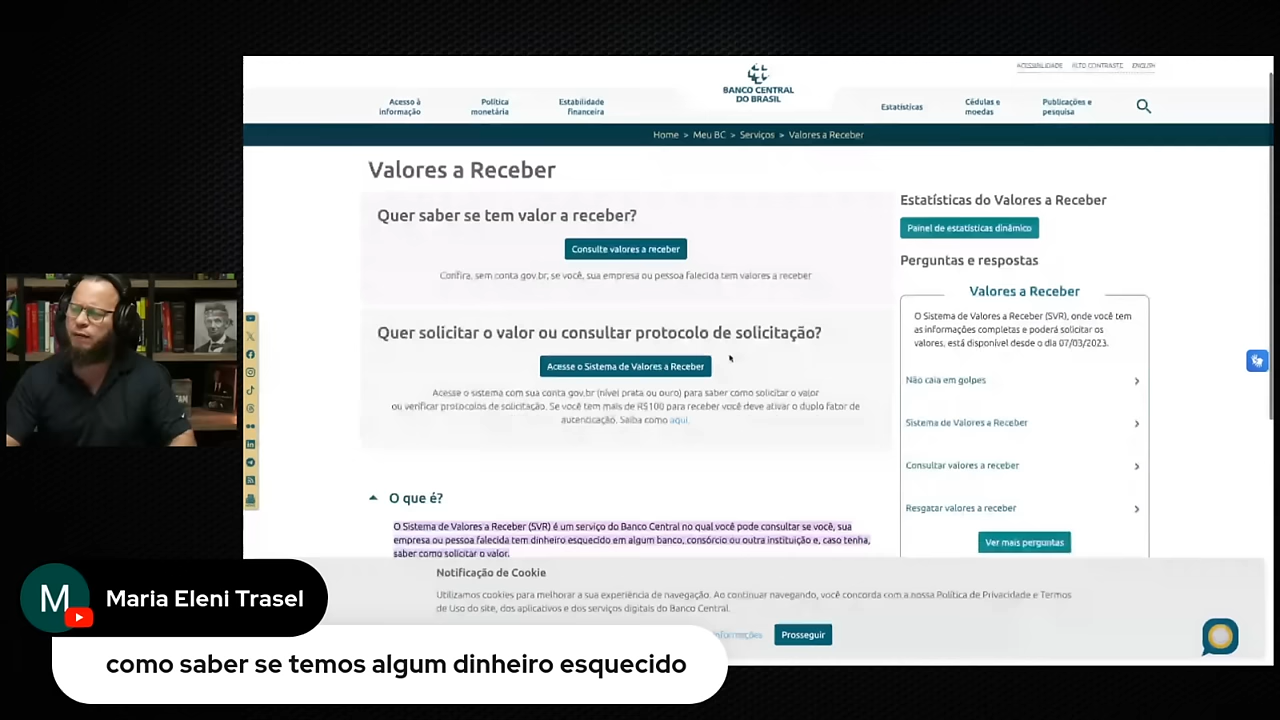 ACESSIBILIDADE ALTO CONTRASTE ENGLISH
BANCO CENTRAL
DO BRASIL
Acesso à
informação
Política
monetária
Estabilidade
financeira
Estatísticas
Cédulas e
moedas
Publicações e
pesquisa
Home > Meu BC > Serviços > Valores a Receber
Valores a Receber
Quer saber se tem valor a receber?
Consulte valores a receber
Confira, sem conta gov.br, se você, sua empresa ou pessoa falecida tem valores a receber
Quer solicitar o valor ou consultar protocolo de solicitação?
Acesse o Sistema de Valores a Receber
Acesse o sistema com sua conta gov.br (nível prata ou ouro) para saber como solicitar o valor
ou verificar protocolos de solicitação. Se você tem mais de R$100 para receber você deve ativar o duplo fator de
autenticação. Saiba como aqui.
O que é?
O Sistema de Valores a Receber (SVR) é um serviço do Banco Central no qual você pode consultar se você, sua
empresa ou pessoa falecida tem dinheiro esquecido em algum banco, consórcio ou outra instituição e, caso tenha,
saber como solicitar o valor.
Estatísticas do Valores a Receber
Painel de estatísticas dinâmico
Perguntas e respostas
Valores a Receber
O Sistema de Valores a Receber (SVR), onde você tem
as informações completas e poderá solicitar os
valores, está disponível desde o dia 07/03/2023.
Não caia em golpes
Sistema de Valores a Receber
Consultar valores a receber
Resgatar valores a receber
Ver mais perguntas
Notificação de Cookie
Utilizamos cookies para melhorar a sua experiência de navegação. Ao continuar navegando, você concorda com a nossa Política de Privacidade e Termos
de Uso do site, dos aplicativos e dos serviços digitais do Banco Central.
informações
Prosseguir
M
Maria Eleni Trasel
como saber se temos algum dinheiro esquecido